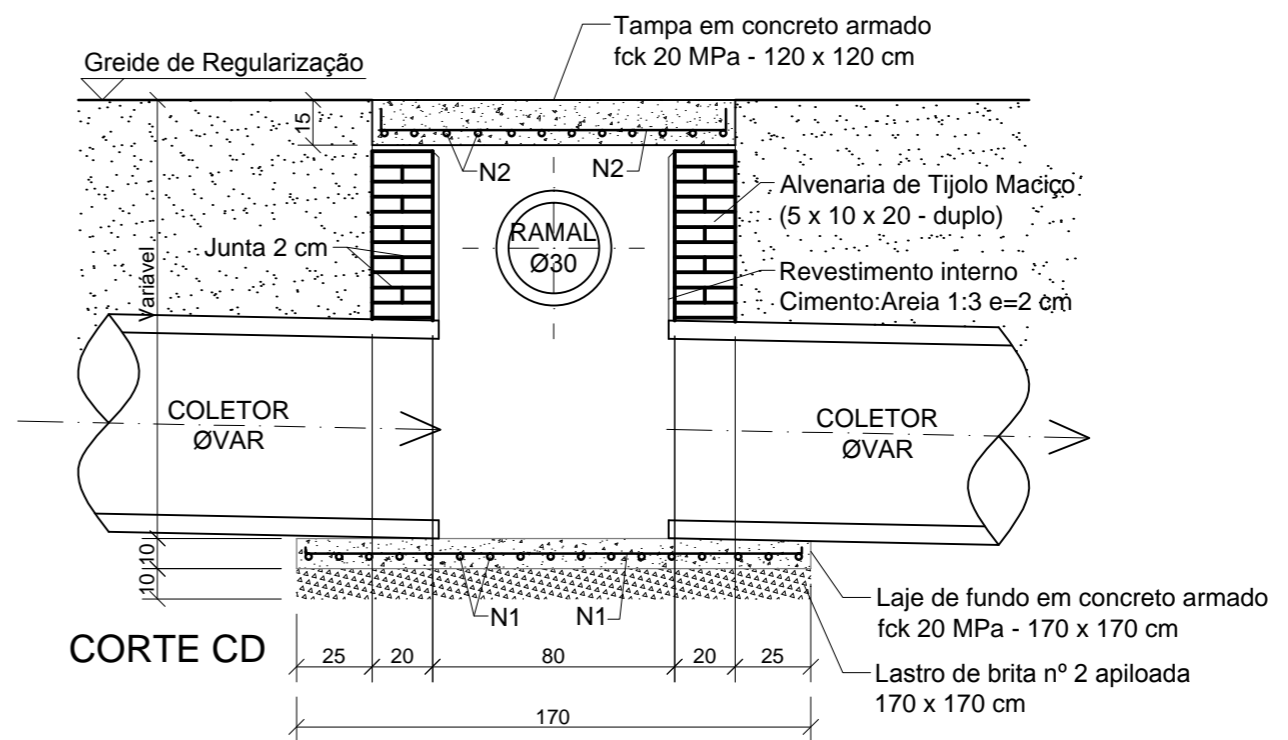 Tampa em concreto armado
fck 20 MPa - 120 x 120 cm
Greide de Regularização
15
N2
N2
Alvenaria de Tijolo Maciço
(5 x 10 x 20 - duplo)
RAMAL
Ø30
Junta 2 cm
Variável
Revestimento interno
Cimento:Areia 1:3 e=2 cm
COLETOR
ØVAR
COLETOR
ØVAR
10
10
N1
N1
Laje de fundo em concreto armado
fck 20 MPa - 170 x 170 cm
CORTE CD
25
20
80
20
25
Lastro de brita nº 2 apiloada
170 x 170 cm
170